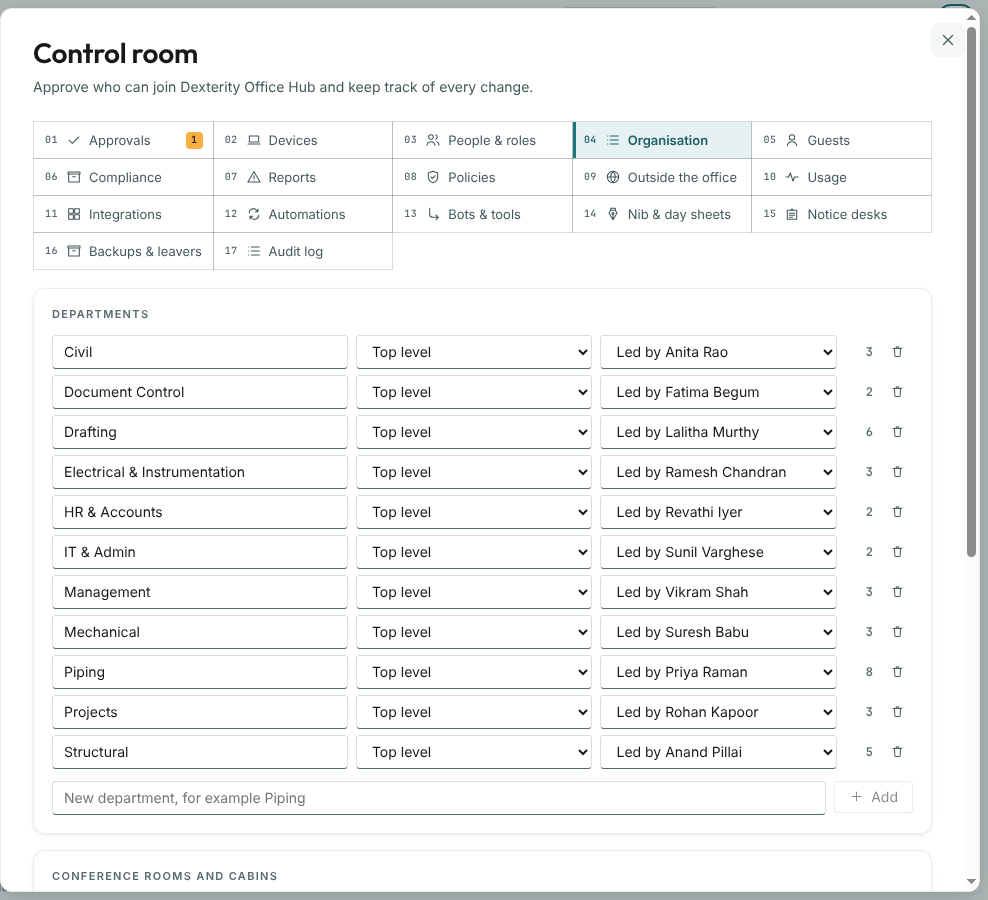 Control room
Approve who can join Dexterity Office Hub and keep track of every change.
01 Approvals 1 02 Devices 03 People & roles 04 Organisation 05 Guests
06 Compliance 07 Reports 08 Policies 09 Outside the office 10 Usage
11 Integrations 12 Automations 13 Bots & tools 14 Nib & day sheets 15 Notice desks
16 Backups & leavers 17 Audit log
DEPARTMENTS
Civil Top level Led by Anita Rao 3
Document Control Top level Led by Fatima Begum 2
Drafting Top level Led by Lalitha Murthy 6
Electrical & Instrumentation Top level Led by Ramesh Chandran 3
HR & Accounts Top level Led by Revathi Iyer 2
IT & Admin Top level Led by Sunil Varghese 2
Management Top level Led by Vikram Shah 3
Mechanical Top level Led by Suresh Babu 3
Piping Top level Led by Priya Raman 8
Projects Top level Led by Rohan Kapoor 3
Structural Top level Led by Anand Pillai 5
New department, for example Piping + Add
CONFERENCE ROOMS AND CABINS